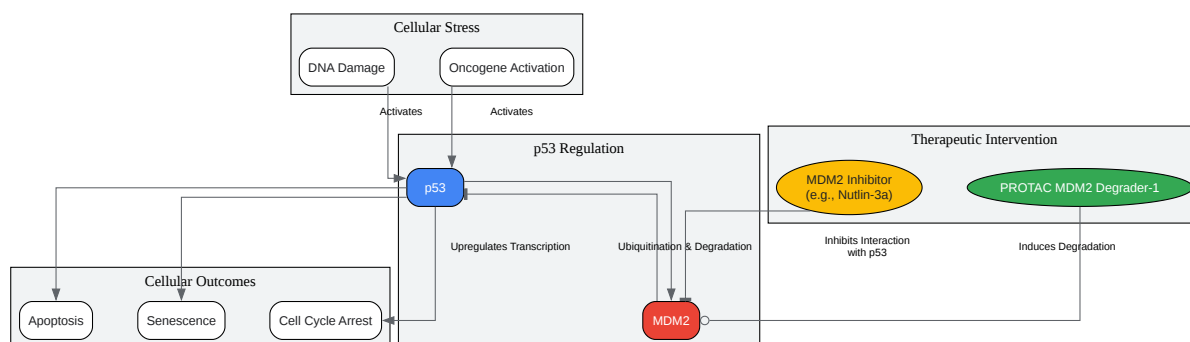 Cellular Stress
DNA Damage
Oncogene Activation
Activates
Activates
p53 Regulation
Therapeutic Intervention
p53
MDM2 Inhibitor
(e.g., Nutlin-3a)
PROTAC MDM2 Degrader-1
Upregulates Transcription
Ubiquitination & Degradation
Inhibits Interaction
with p53
Induces Degradation
Cellular Outcomes
Apoptosis
Senescence
Cell Cycle Arrest
MDM2